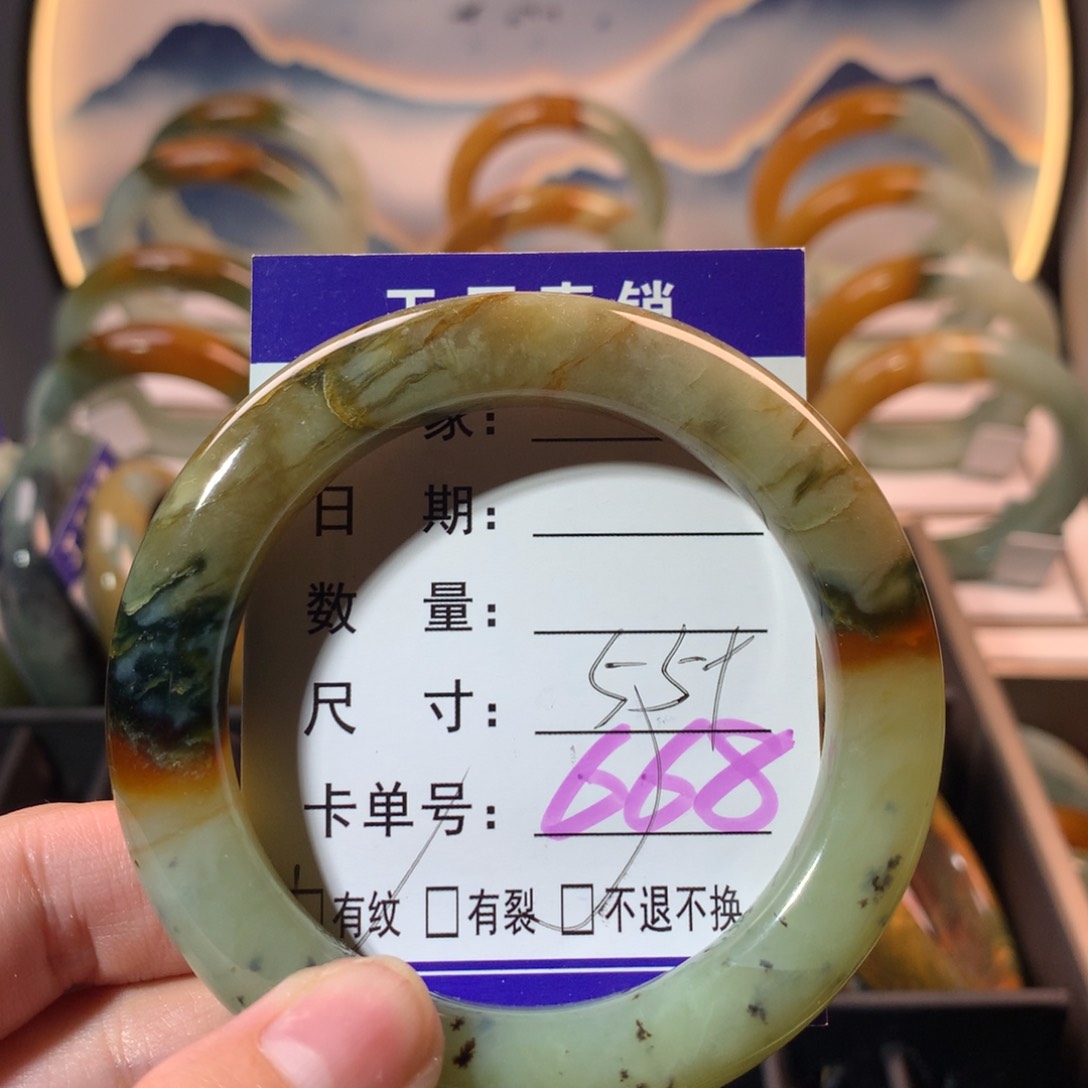 销
家：
日 期：
数 量：
尺 寸：
卡单号：668
有纹 有裂 不退不换